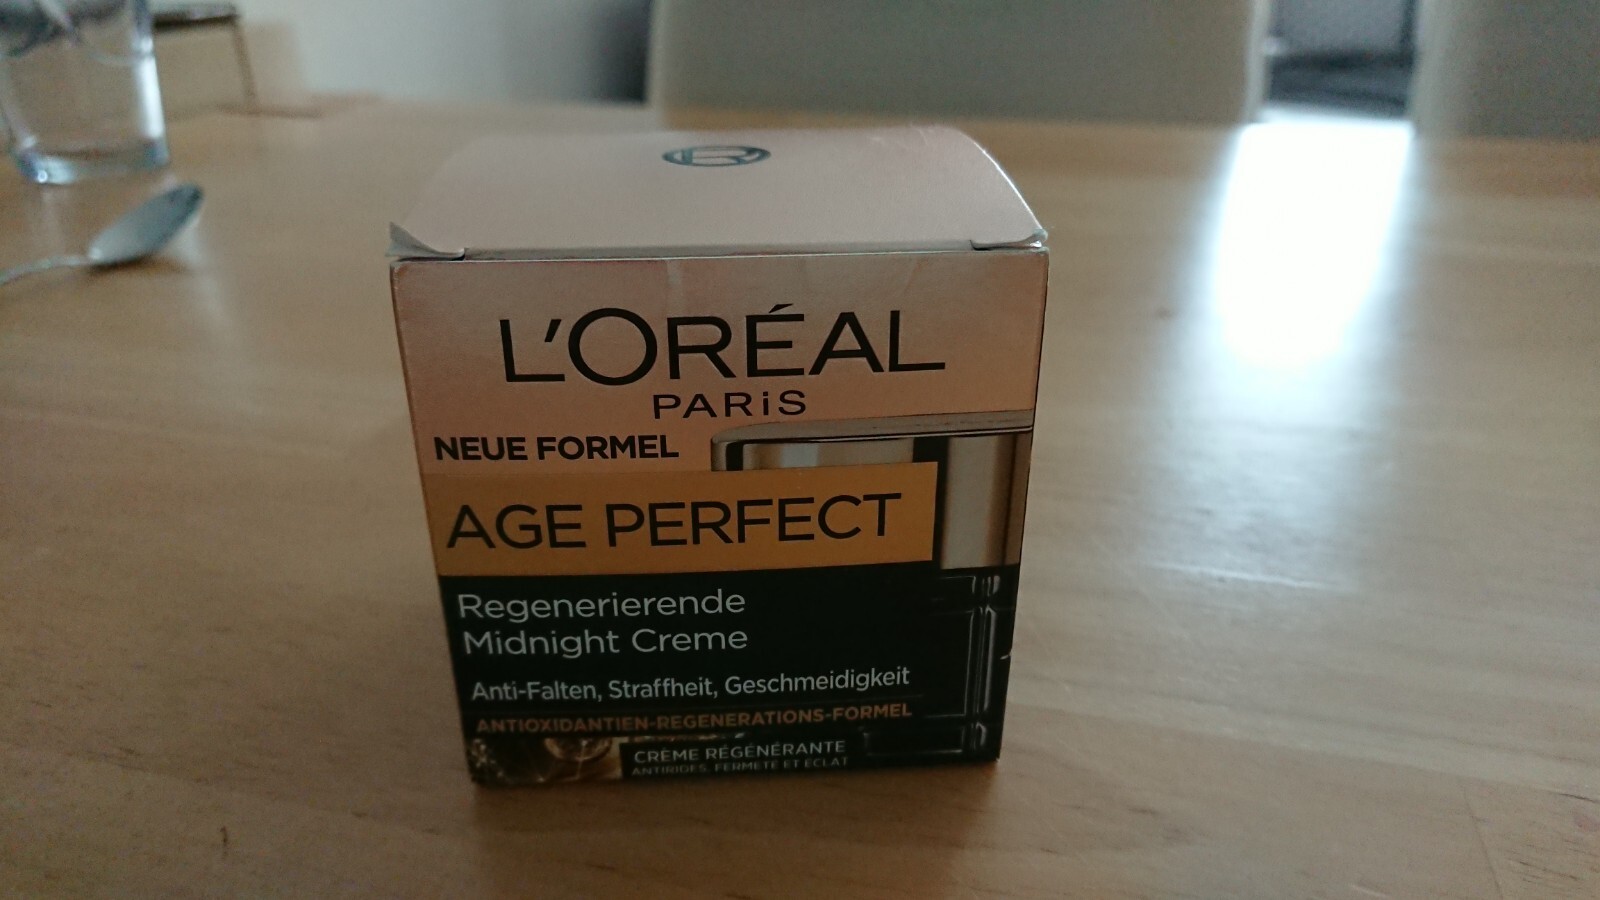 L'ORÉAL
PARiS
NEUE FORMEL
AGE PERFECT
Regenerierende
Midnight Creme
Anti-Falten, Straffheit, Geschmeidigkeit
ANTIOXIDANTIEN-REGENERATIONS-FORMEL
CRÈME RÉGÉNÉRANTE
ANTIRIDES, FERMETÉ ET ÉCLAT